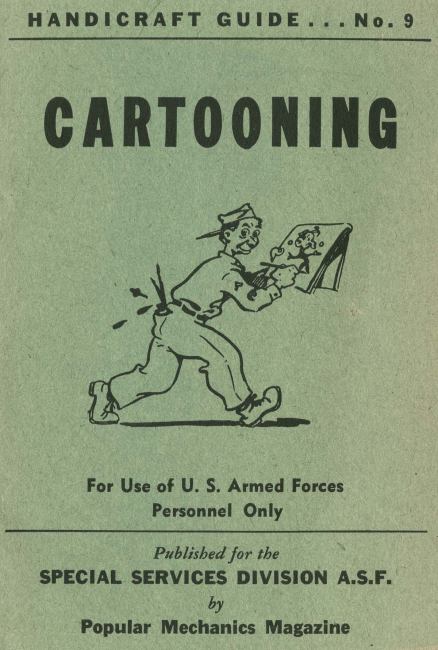 HANDICRAFT GUIDE... No. 9
CARTOONING
For Use of U. S. Armed Forces
Personnel Only
Published for the
SPECIAL SERVICES DIVISION A.S.F.
by
Popular Mechanics Magazine